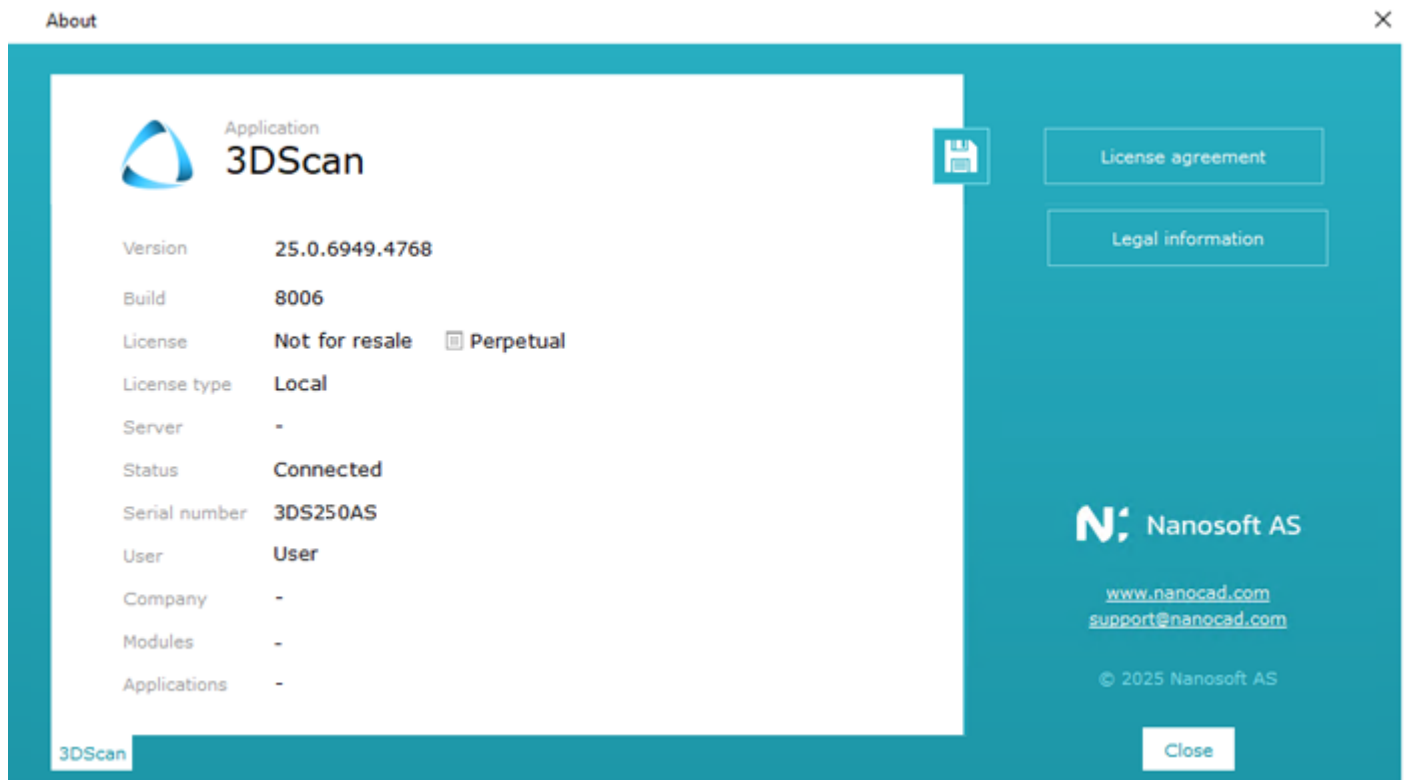 About
Application
3DScan
Version 25.0.6949.4768
Build 8006
License Not for resale Perpetual
License type Local
Server -
Status Connected
Serial number 3DS250AS
User User
Company -
Modules -
Applications -
3DScan
License agreement
Legal information
Nanosoft AS
www.nanocad.com
support@nanocad.com
© 2025 Nanosoft AS
Close